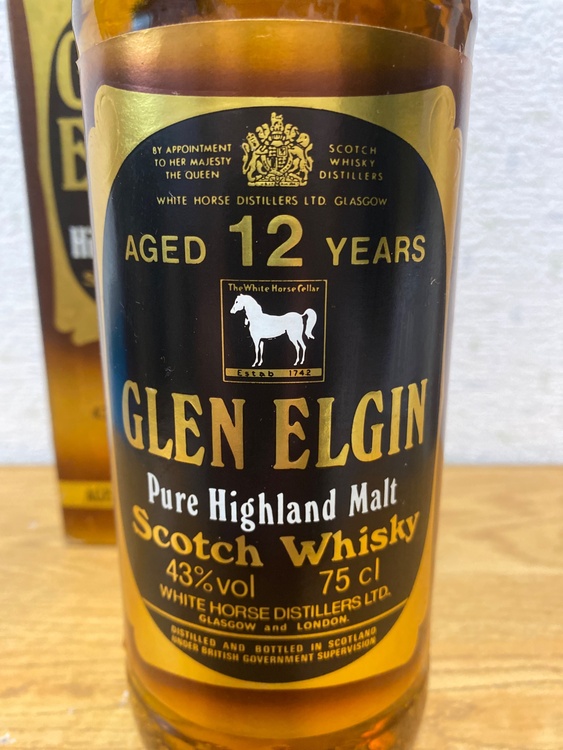 BY APPOINTMENT
TO HER MAJESTY
THE QUEEN
SCOTCH
WHISKY
DISTILLERS
WHITE HORSE DISTILLERS LTD. GLASGOW
AGED 12 YEARS
The White Horse Cellar
Estab 1742
GLEN ELGIN
Pure Highland Malt
Scotch Whisky
43% vol 75 cl
WHITE HORSE DISTILLERS LTD.
GLASGOW and LONDON.
DISTILLED AND BOTTLED IN SCOTLAND
UNDER BRITISH GOVERNMENT SUPERVISION